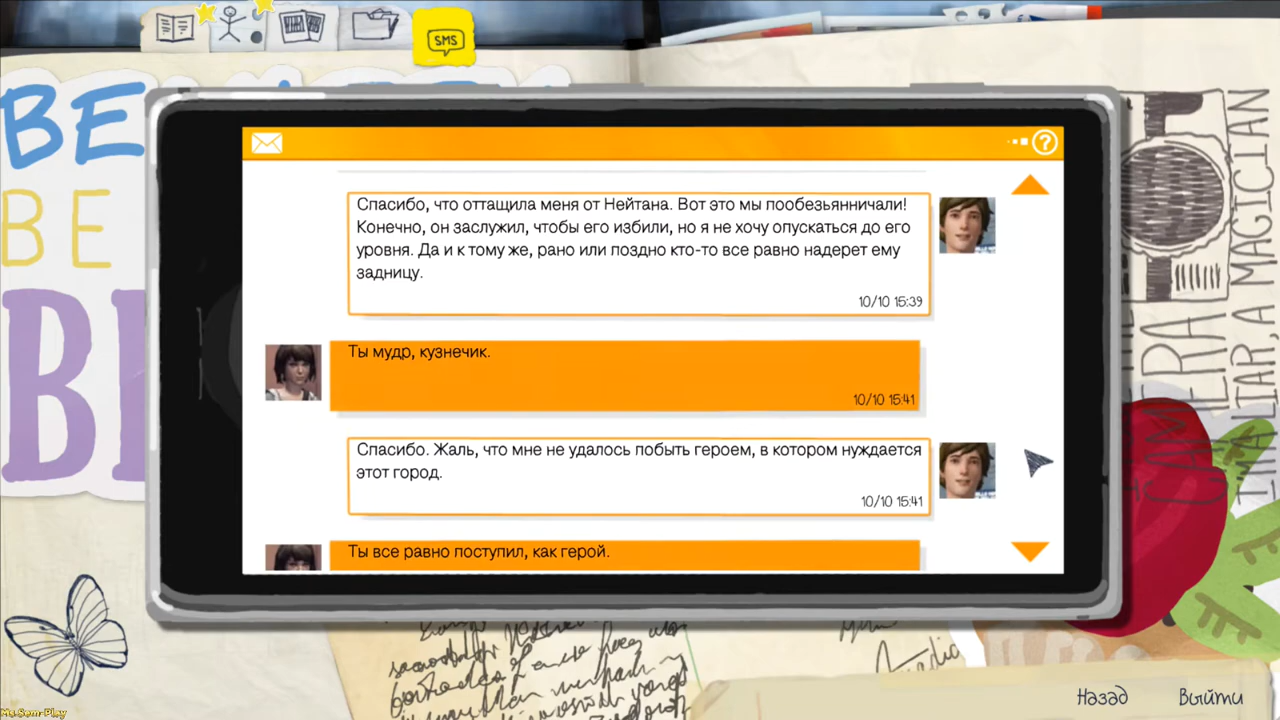 SMS
BE
BE
Спасибо, что оттащила меня от Нейтана. Вот это мы пообезьянничали!
Конечно, он заслужил, чтобы его избили, но я не хочу опускаться до его
уровня. Да и к тому же, рано или поздно кто-то все равно надерет ему
задницу.
10/10 15:39
Ты мудр, кузнечик.
10/10 15:41
Спасибо. Жаль, что мне не удалось побыть героем, в котором нуждается
этот город.
10/10 15:41
Ты все равно поступил, как герой.
CAMERA
LIAR, A MAGICIAN
Назад
Выйти
Ms.Sem-Play